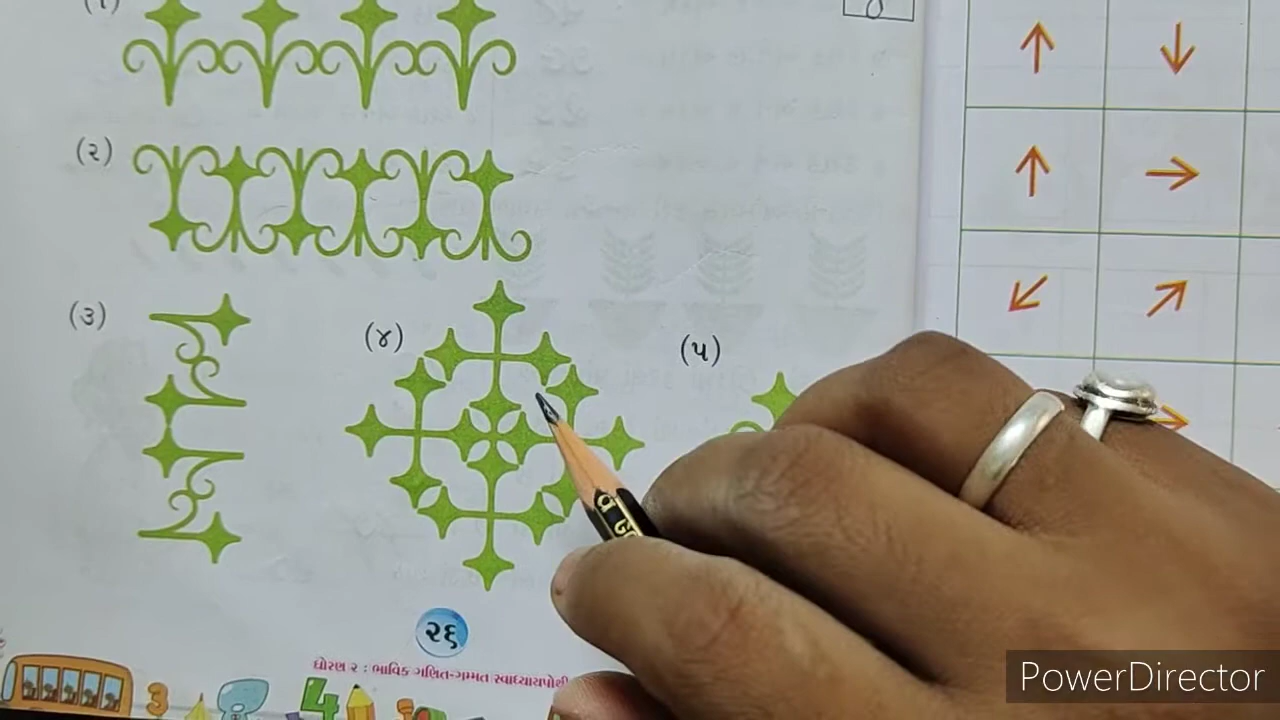 (૨)
(૩)
(૪)
(૫)
૨૬
ધોરણ ૨ : ભાવિક ગણિત-ગમ્મત સ્વાધ્યાયપોથી
PowerDirector